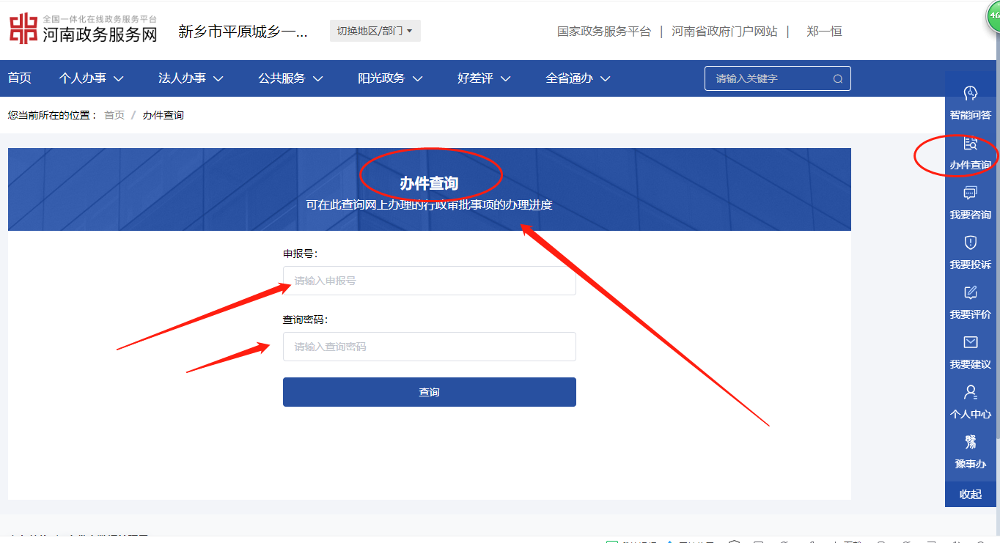 全国一体化在线政务服务平台
河南政务服务网
新乡市平原城乡一...
切换地区/部门
国家政务服务平台 | 河南省政府门户网站 | 郑一恒
46
首页 个人办事 法人办事 公共服务 阳光政务 好差评 全省通办
请输入关键字
您当前所在的位置： 首页 / 办件查询
办件查询
可在此查询网上办理的行政审批事项的办理进度
申报号：
请输入申报号
查询密码：
请输入查询密码
查询
智能问答
办件查询
我要咨询
我要投诉
我要评价
我要建议
个人中心
豫事办
收起